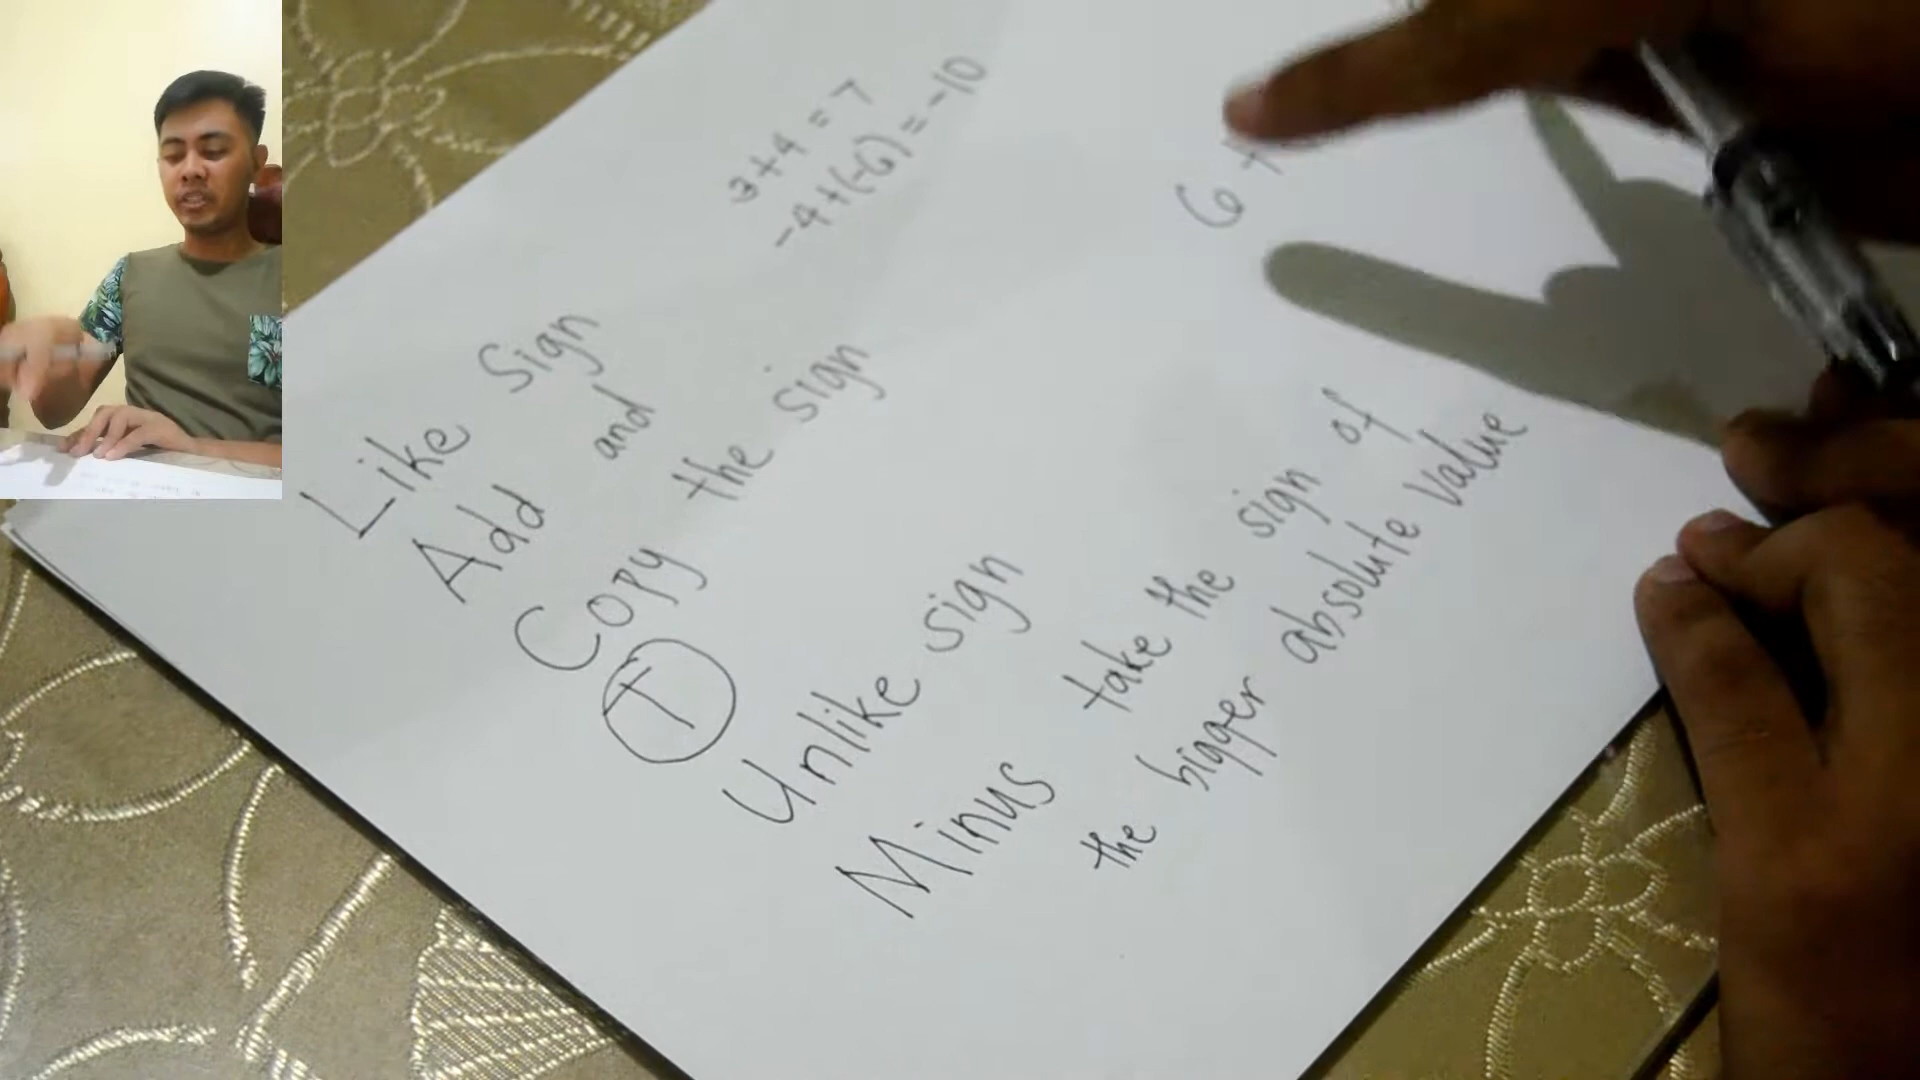 3+4=7
-4+(-6)=-10
6+
Like Sign
Add and
Copy the sign
T
Unlike sign
Minus take the sign of
the bigger absolute value